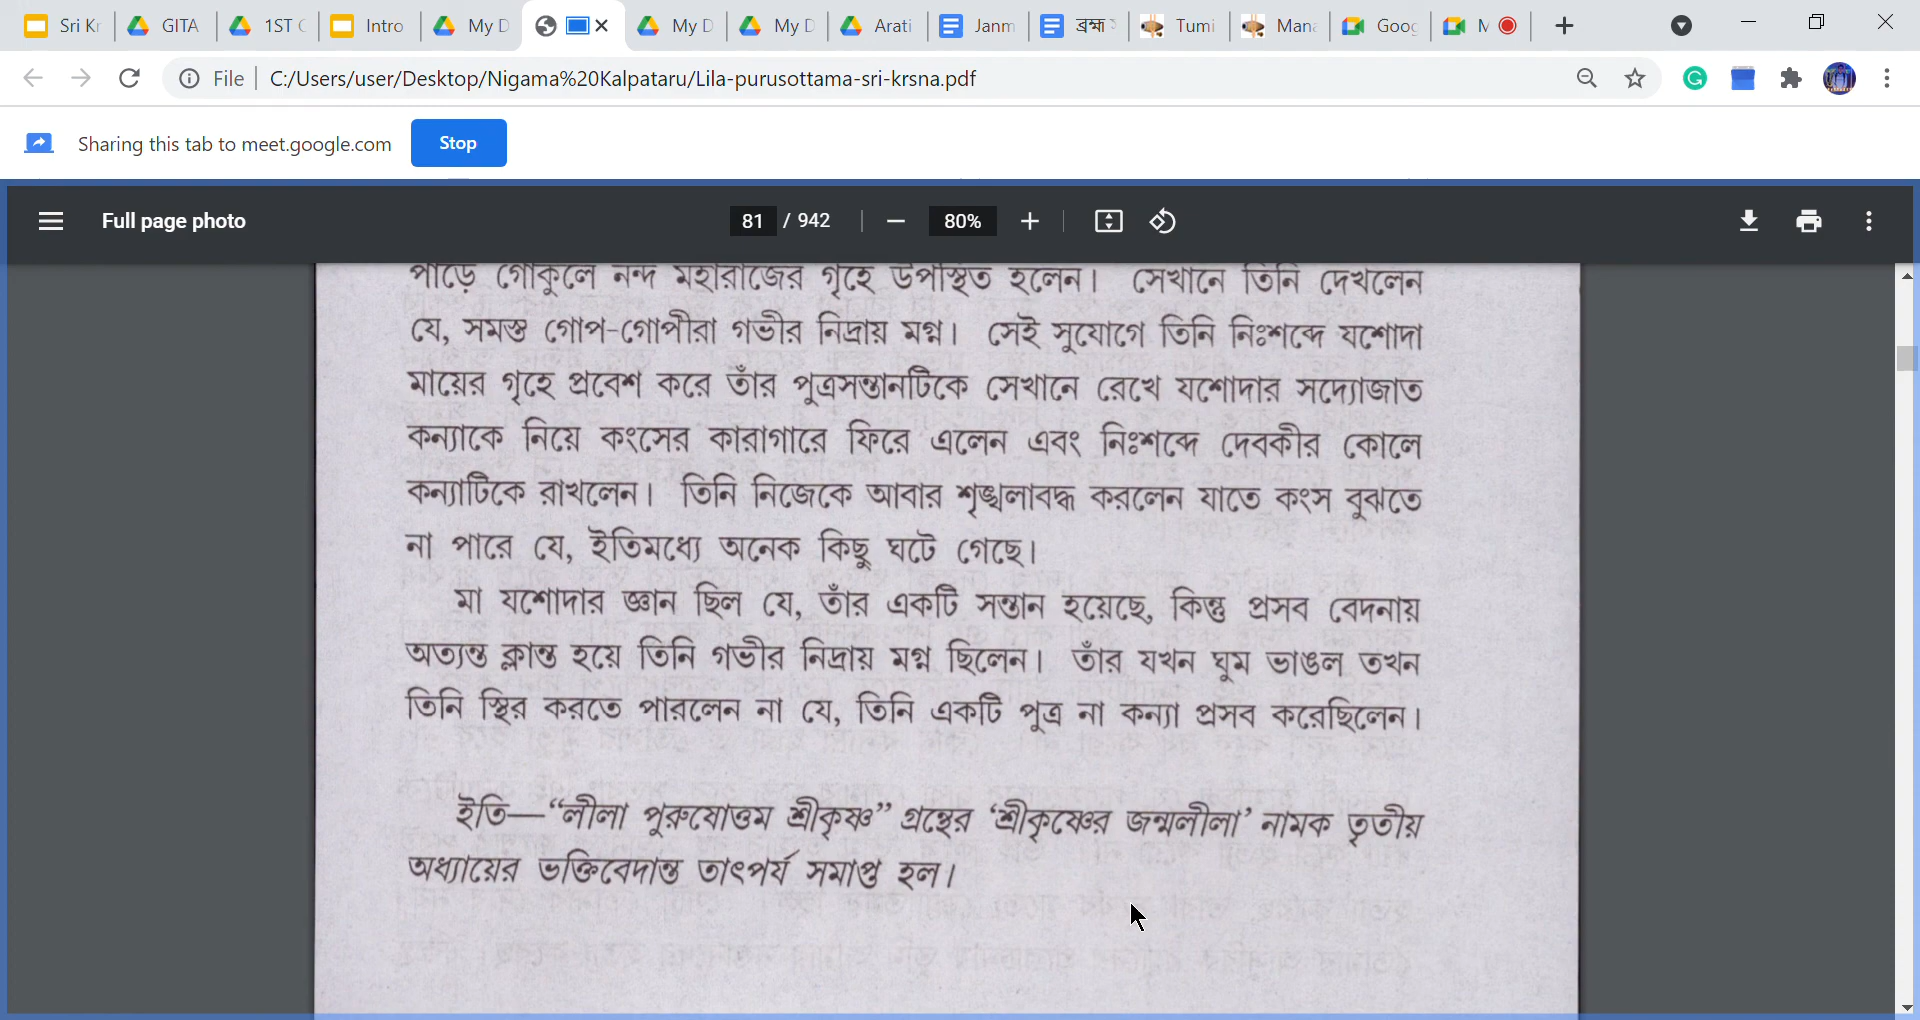 Sri Kr GITA 1ST C Intro My D My D My D Arati Janm ব্রহ্ম Tumi Mana Goog M
File C:/Users/user/Desktop/Nigama%20Kalpataru/Lila-purusottama-sri-krsna.pdf
Sharing this tab to meet.google.com Stop
Full page photo 81 / 942 80%
পাড়ে গোকুলে নন্দ মহারাজের গৃহে উপস্থিত হলেন। সেখানে তিনি দেখলেন
যে, সমস্ত গোপ-গোপীরা গভীর নিদ্রায় মগ্ন। সেই সুযোগে তিনি নিঃশব্দে যশোদা
মায়ের গৃহে প্রবেশ করে তাঁর পুত্রসন্তানটিকে সেখানে রেখে যশোদার সদ্যোজাত
কন্যাকে নিয়ে কংসের কারাগারে ফিরে এলেন এবং নিঃশব্দে দেবকীর কোলে
কন্যাটিকে রাখলেন। তিনি নিজেকে আবার শৃঙ্খলাবদ্ধ করলেন যাতে কংস বুঝতে
না পারে যে, ইতিমধ্যে অনেক কিছু ঘটে গেছে।
মা যশোদার জ্ঞান ছিল যে, তাঁর একটি সন্তান হয়েছে, কিন্তু প্রসব বেদনায়
অত্যন্ত ক্লান্ত হয়ে তিনি গভীর নিদ্রায় মগ্ন ছিলেন। তাঁর যখন ঘুম ভাঙল তখন
তিনি স্থির করতে পারলেন না যে, তিনি একটি পুত্র না কন্যা প্রসব করেছিলেন।
ইতি—“লীলা পুরুষোত্তম শ্রীকৃষ্ণ” গ্রন্থের ‘শ্রীকৃষ্ণের জন্মলীলা’ নামক তৃতীয়
অধ্যায়ের ভক্তিবেদান্ত তাৎপর্য সমাপ্ত হল।